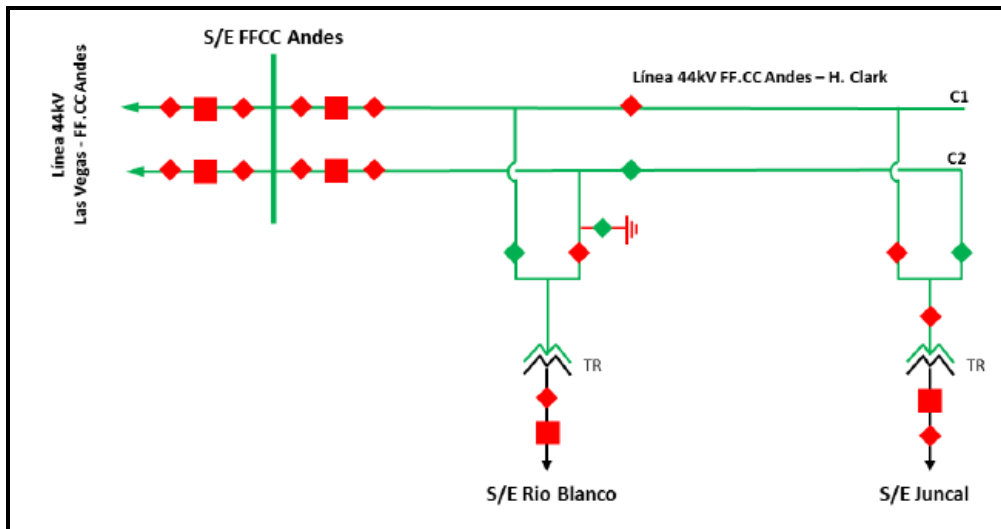 S/E FFCC Andes
Línea 44kV FF.CC Andes – H. Clark
C1
Línea 44kV
Las Vegas - FF.CC Andes
C2
TR
TR
S/E Rio Blanco
S/E Juncal